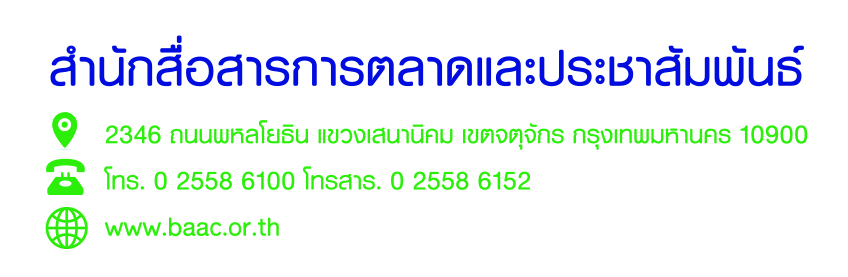 สำนักสื่อสารการตลาดและประชาสัมพันธ์
2346 ถนนพหลโยธิน แขวงเสนานิคม เขตจตุจักร กรุงเทพมหานคร 10900
โทร. 0 2558 6100 โทรสาร. 0 2558 6152
www.baac.or.th